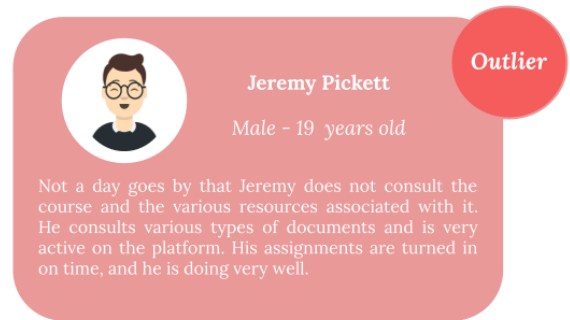 Outlier
Jeremy Pickett
Male - 19 years old
Not a day goes by that Jeremy does not consult the
course and the various resources associated with it.
He consults various types of documents and is very
active on the platform. His assignments are turned in
on time, and he is doing very well.